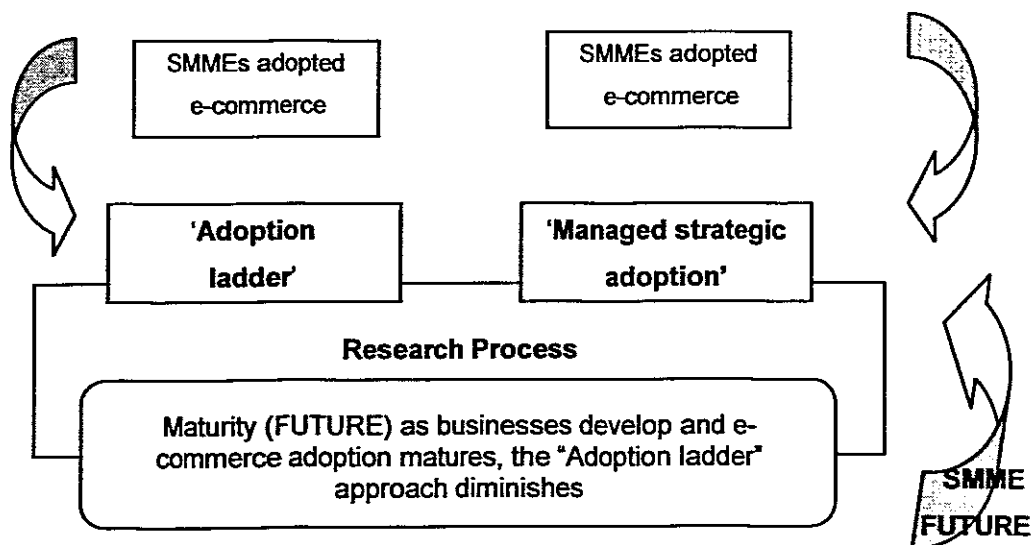 SMMEs adopted
e-commerce
SMMEs adopted
e-commerce
'Adoption
ladder'
'Managed strategic
adoption'
Research Process
Maturity (FUTURE) as businesses develop and e-
commerce adoption matures, the "Adoption ladder"
approach diminishes
SMME
FUTURE